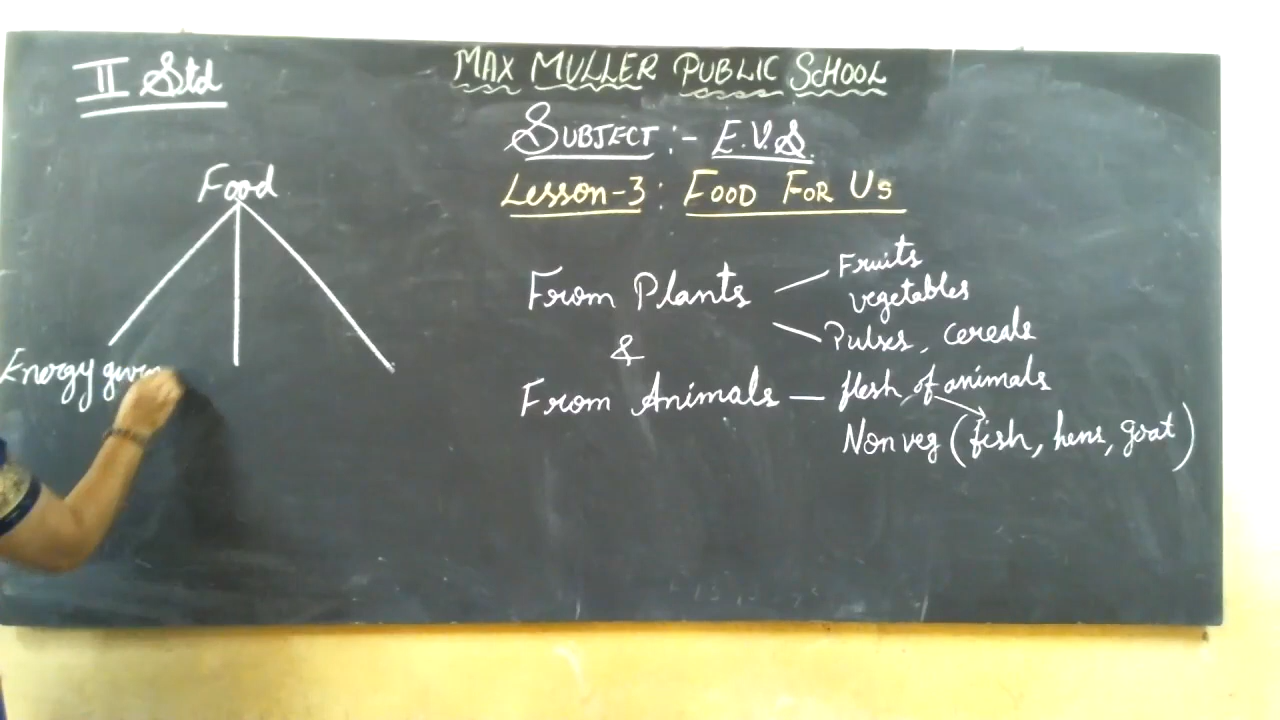 II Std
MAX MULLER PUBLIC SCHOOL
SUBJECT:- E.V.S.
Lesson-3: FOOD FOR US
Food
Energy givin
From Plants
Fruits
vegetables
Pulses, cereals
&
From Animals — flesh of animals
Non veg (fish, hens, goat)